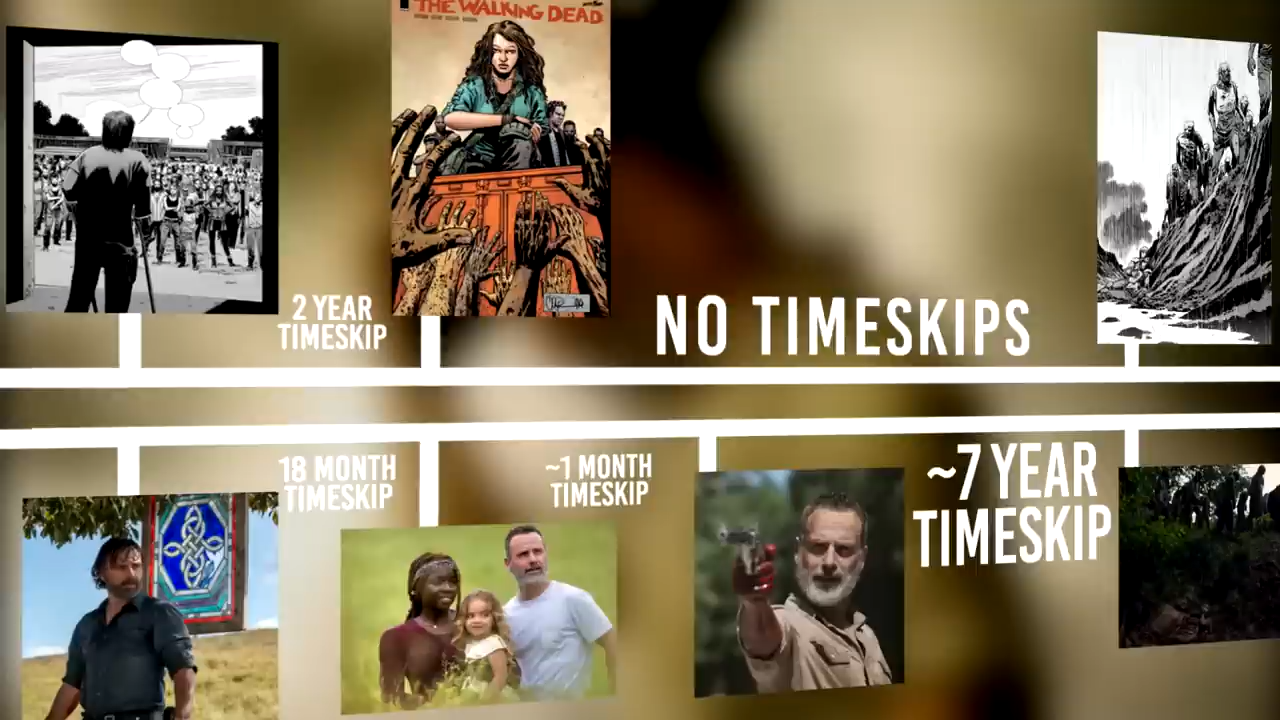 THE WALKING DEAD
2 YEAR
TIMESKIP
NO TIMESKIPS
18 MONTH
TIMESKIP
~1 MONTH
TIMESKIP
~7 YEAR
TIMESKIP